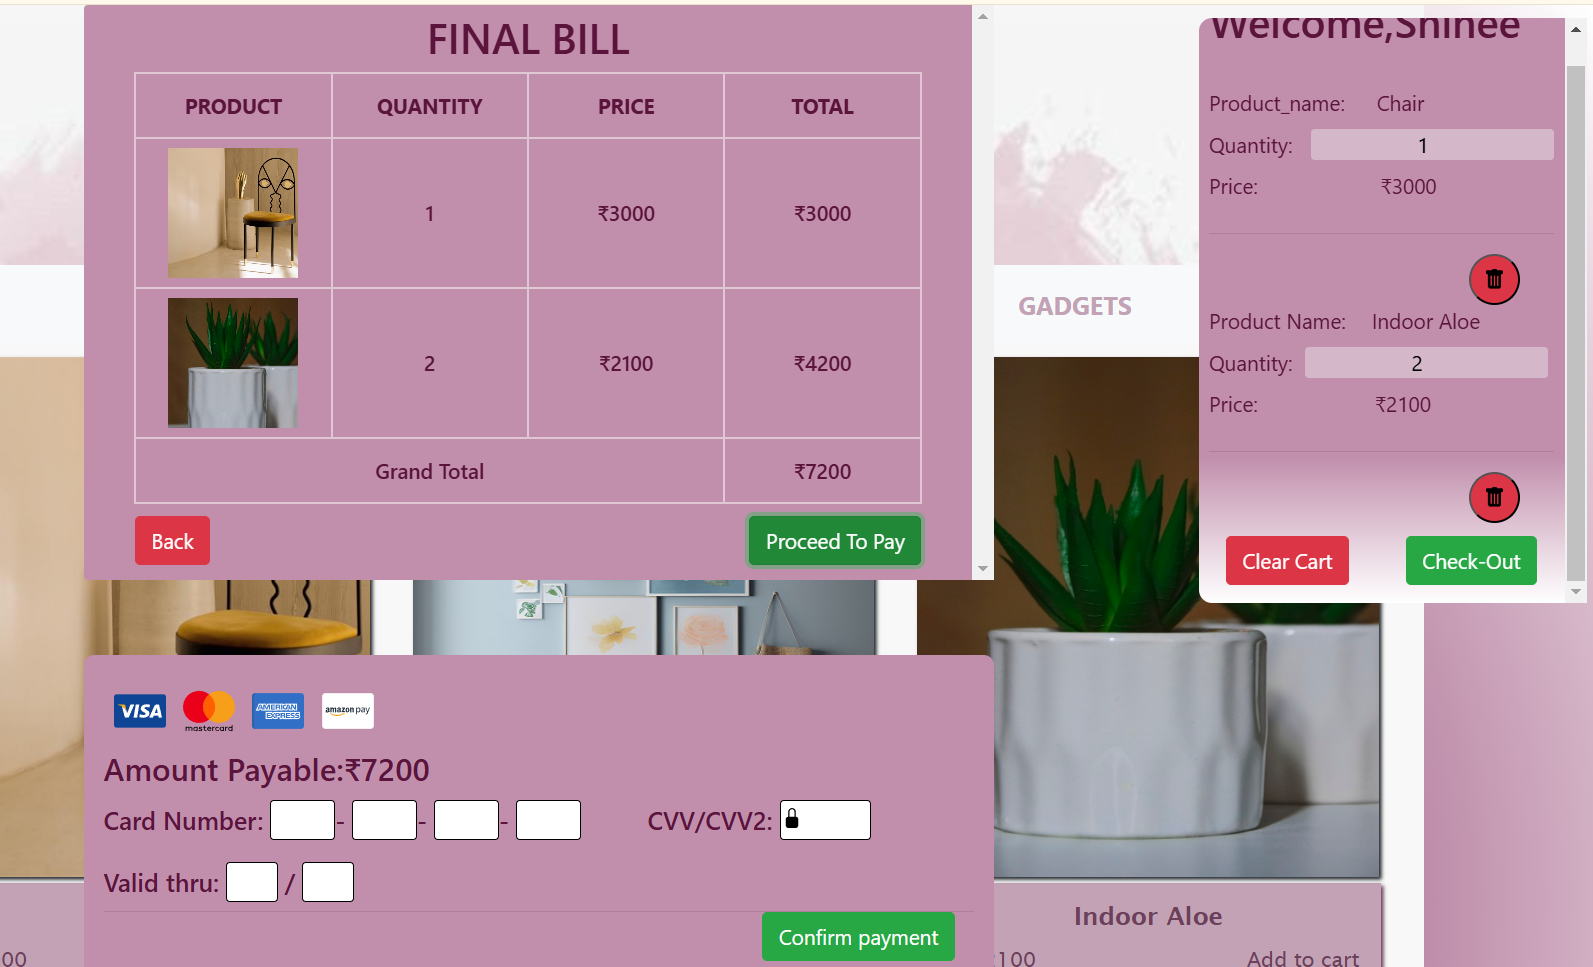 FINAL BILL
PRODUCT QUANTITY PRICE TOTAL
1 ₹3000 ₹3000
2 ₹2100 ₹4200
Grand Total ₹7200
Back Proceed To Pay
VISA mastercard AMERICAN EXPRESS amazon pay
Amount Payable:₹7200
Card Number: - - - CVV/CVV2:
Valid thru: /
Confirm payment
Welcome,Shinee
Product_name: Chair
Quantity: 1
Price: ₹3000
Product Name: Indoor Aloe
Quantity: 2
Price: ₹2100
Clear Cart Check-Out
GADGETS
Indoor Aloe
00 2100 Add to cart